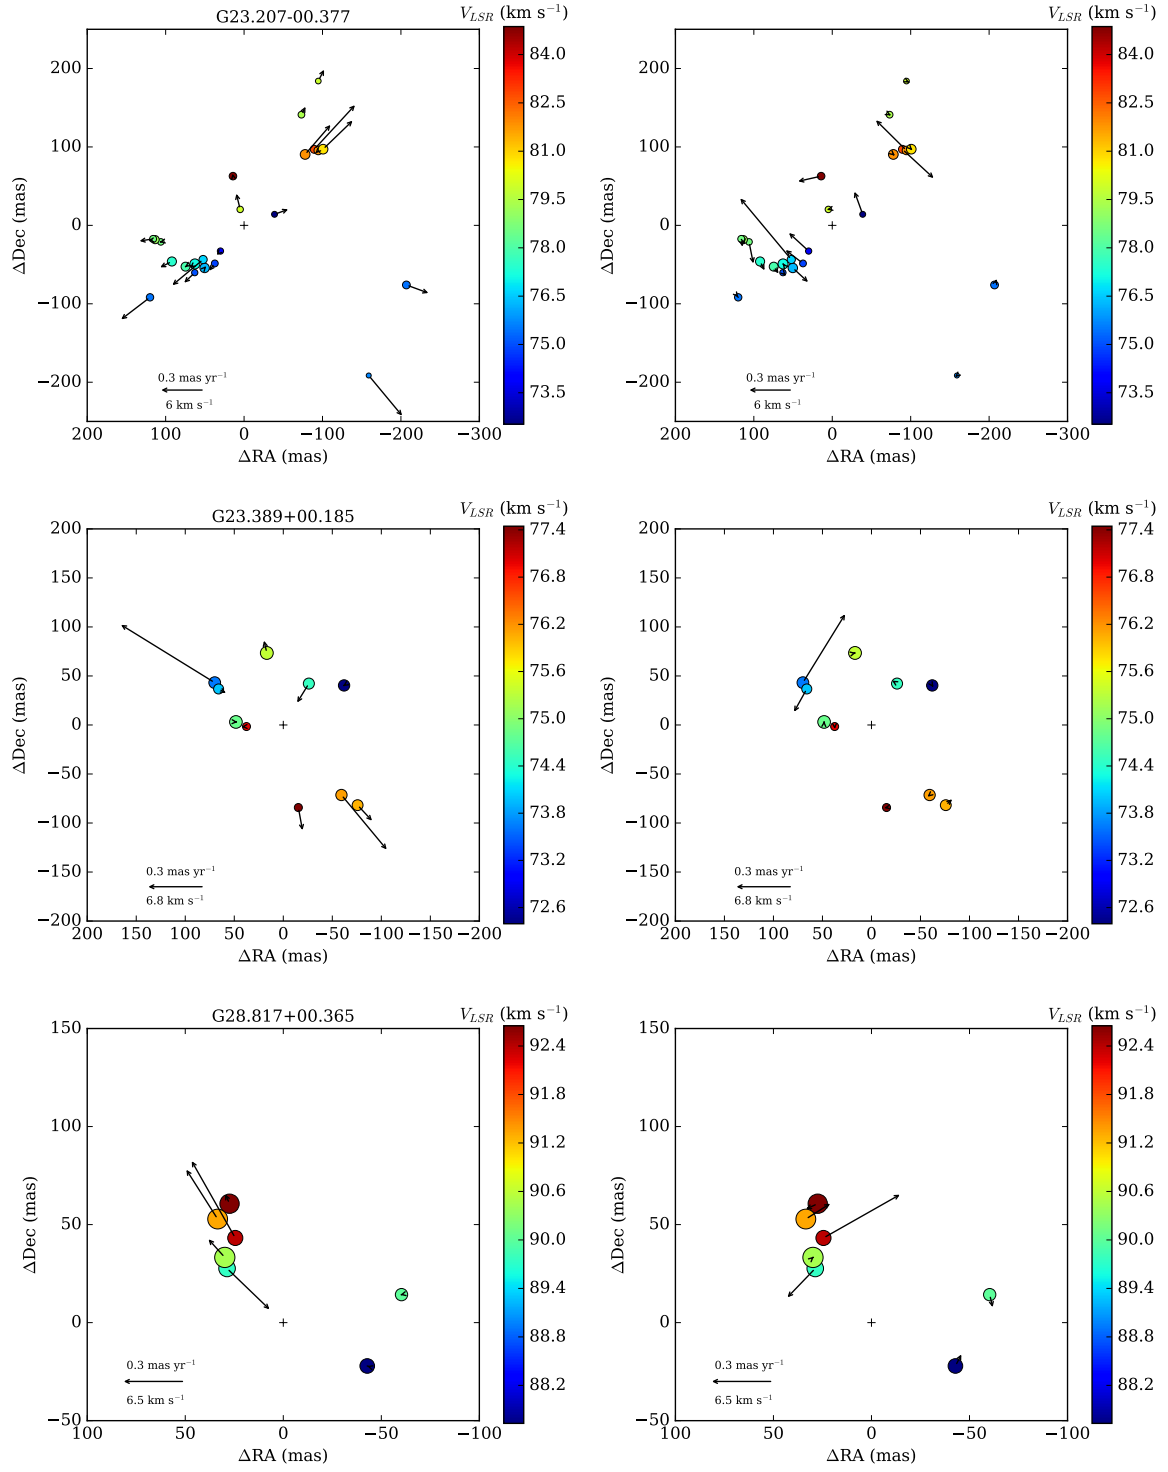 G23.207-00.377
V_LSR (km s⁻¹)
V_LSR (km s⁻¹)
200
100
0
−100
−200
ΔDec (mas)
0.3 mas yr⁻¹
6 km s⁻¹
200 100 0 −100 −200 −300
ΔRA (mas)
84.0
82.5
81.0
79.5
78.0
76.5
75.0
73.5
200
100
0
−100
−200
ΔDec (mas)
0.3 mas yr⁻¹
6 km s⁻¹
200 100 0 −100 −200 −300
ΔRA (mas)
84.0
82.5
81.0
79.5
78.0
76.5
75.0
73.5
G23.389+00.185
V_LSR (km s⁻¹)
V_LSR (km s⁻¹)
200
150
100
50
0
−50
−100
−150
−200
ΔDec (mas)
0.3 mas yr⁻¹
6.8 km s⁻¹
200 150 100 50 0 −50 −100 −150 −200
ΔRA (mas)
77.4
76.8
76.2
75.6
75.0
74.4
73.8
73.2
72.6
200
150
100
50
0
−50
−100
−150
−200
ΔDec (mas)
0.3 mas yr⁻¹
6.8 km s⁻¹
200 150 100 50 0 −50 −100 −150 −200
ΔRA (mas)
77.4
76.8
76.2
75.6
75.0
74.4
73.8
73.2
72.6
G28.817+00.365
V_LSR (km s⁻¹)
V_LSR (km s⁻¹)
150
100
50
0
−50
ΔDec (mas)
0.3 mas yr⁻¹
6.5 km s⁻¹
100 50 0 −50 −100
ΔRA (mas)
92.4
91.8
91.2
90.6
90.0
89.4
88.8
88.2
150
100
50
0
−50
ΔDec (mas)
0.3 mas yr⁻¹
6.5 km s⁻¹
100 50 0 −50 −100
ΔRA (mas)
92.4
91.8
91.2
90.6
90.0
89.4
88.8
88.2